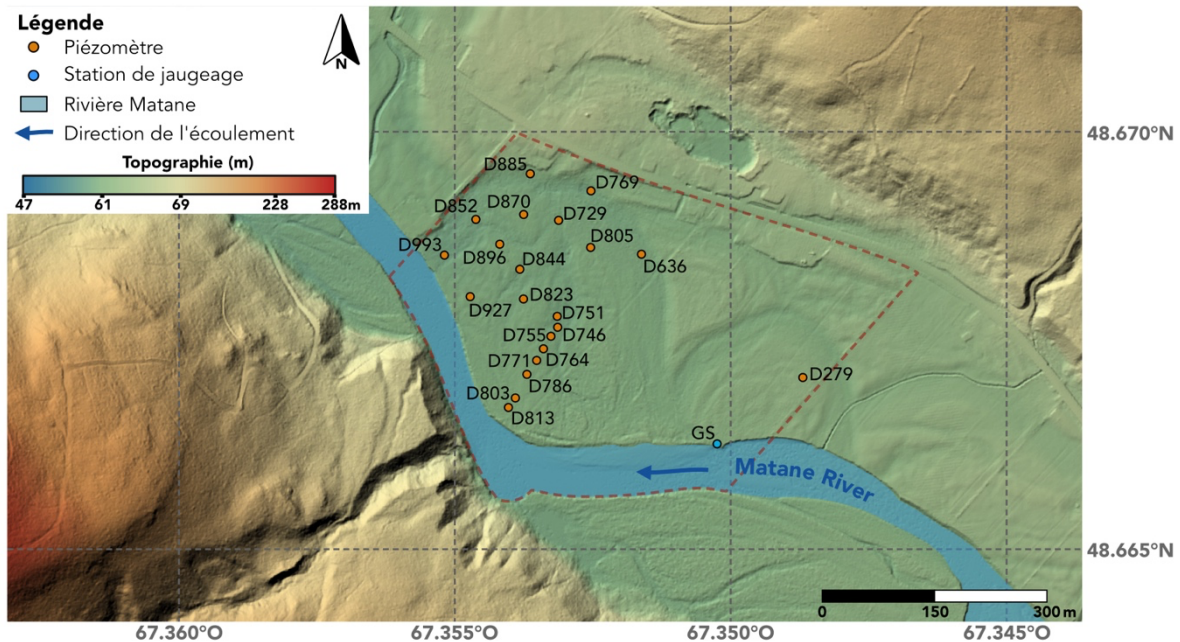 Légende
Piézomètre
Station de jaugeage
Rivière Matane
Direction de l'écoulement
Topographie (m)
47 61 69 228 288m
N
48.670°N
D885
D769
D870
D852
D729
D993
D805
D896
D844
D636
D927
D823
D751
D755
D746
D771
D764
D279
D786
D803
D813
GS
Matane River
48.665°N
0 150 300 m
67.360°O 67.355°O 67.350°O 67.345°O